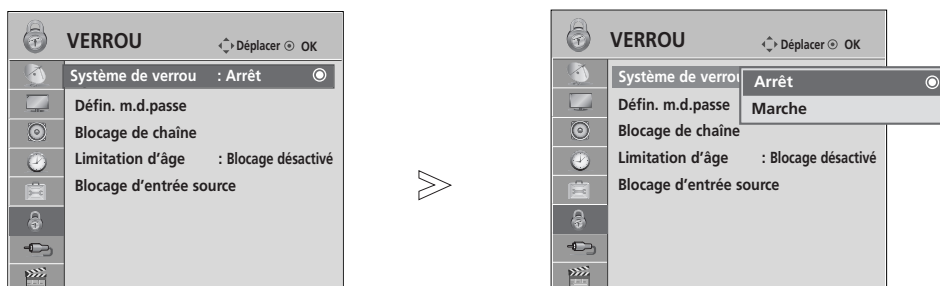 VERROU Déplacer OK
Système de verrou : Arrêt
Défin. m.d.passe
Blocage de chaîne
Limitation d'âge : Blocage désactivé
Blocage d'entrée source
VERROU Déplacer OK
Système de verrou
Arrêt
Marche
Défin. m.d.passe
Blocage de chaîne
Limitation d'âge : Blocage désactivé
Blocage d'entrée source